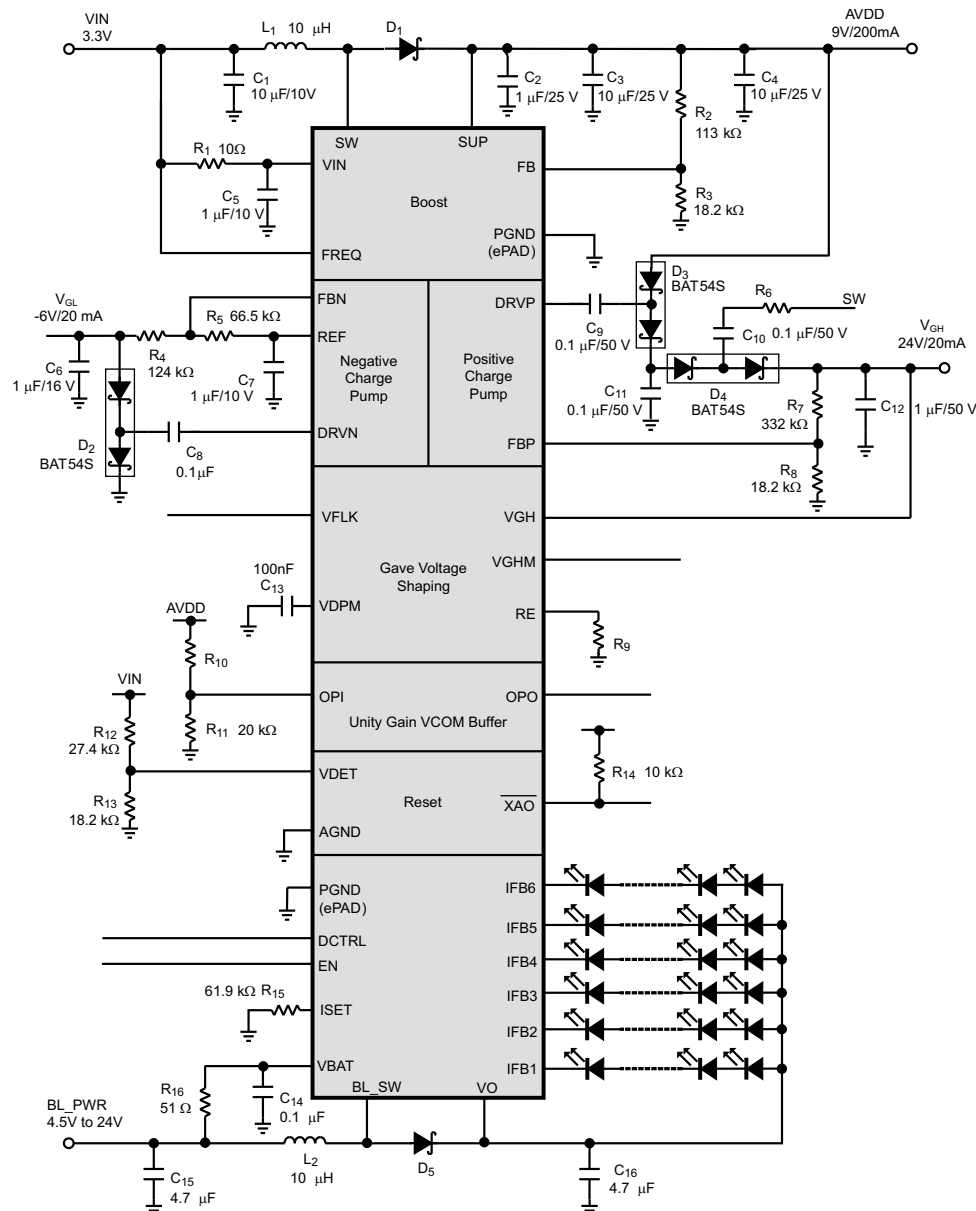 VIN
3.3V
L1 10 µH
D1
AVDD
9V/200mA
C1
10 µF/10V
C2
1 µF/25 V
C3
10 µF/25 V
R2
113 kΩ
C4
10 µF/25 V
SW
SUP
R1 10Ω
VIN
FB
C5
1 µF/10 V
Boost
R3
18.2 kΩ
PGND
(ePAD)
FREQ
D3
BAT54S
VGL
-6V/20 mA
FBN
R5 66.5 kΩ
REF
DRVP
C9
0.1 µF/50 V
R6
SW
C10
0.1 µF/50 V
VGH
24V/20mA
R4
124 kΩ
C6
1 µF/16 V
C7
1 µF/10 V
Negative
Charge
Pump
Positive
Charge
Pump
C11
0.1 µF/50 V
D4
BAT54S
R7
332 kΩ
C12
1 µF/50 V
D2
BAT54S
C8
0.1µF
DRVN
FBP
R8
18.2 kΩ
VFLK
VGH
Gave Voltage
Shaping
VGHM
100nF
C13
VDPM
RE
R9
AVDD
R10
VIN
OPI
OPO
Unity Gain VCOM Buffer
R11 20 kΩ
R12
27.4 kΩ
VDET
R14 10 kΩ
Reset
XAO
R13
18.2 kΩ
AGND
PGND
(ePAD)
IFB6
IFB5
DCTRL
IFB4
EN
IFB3
61.9 kΩ R15
ISET
IFB2
VBAT
IFB1
BL_SW
VO
R16
51 Ω
C14
0.1 µF
BL_PWR
4.5V to 24V
L2
10 µH
D5
C15
4.7 µF
C16
4.7 µF